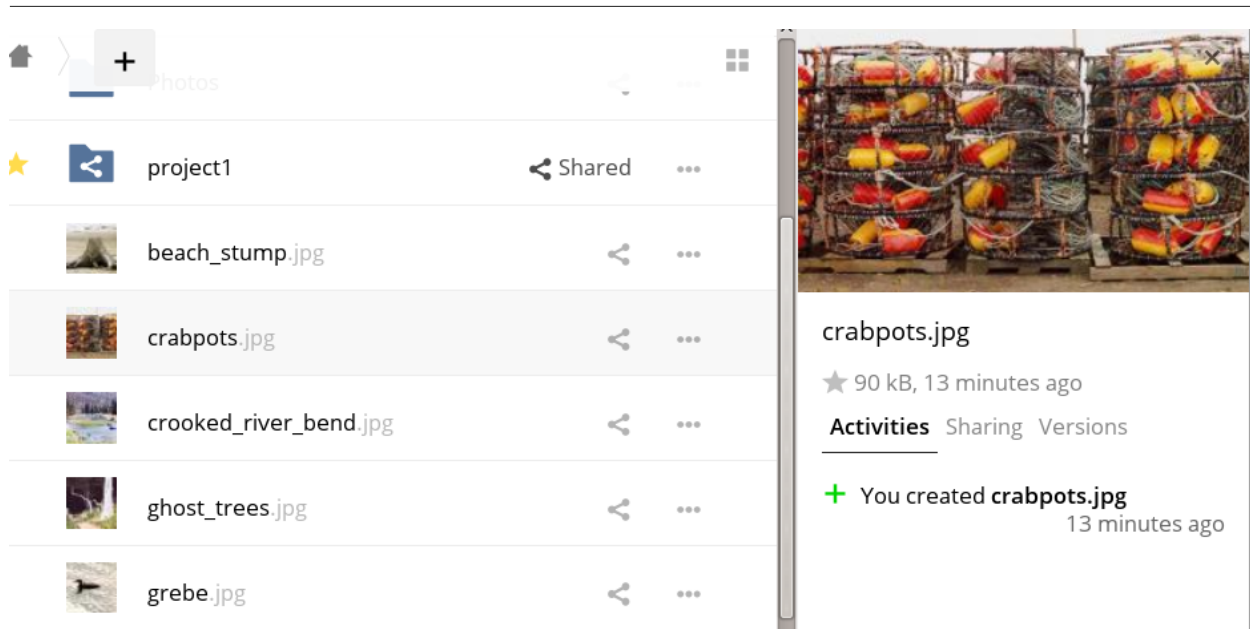 +
Photos
project1 Shared
beach_stump.jpg
crabpots.jpg
crooked_river_bend.jpg
ghost_trees.jpg
grebe.jpg
crabpots.jpg
90 kB, 13 minutes ago
Activities Sharing Versions
+ You created crabpots.jpg
13 minutes ago